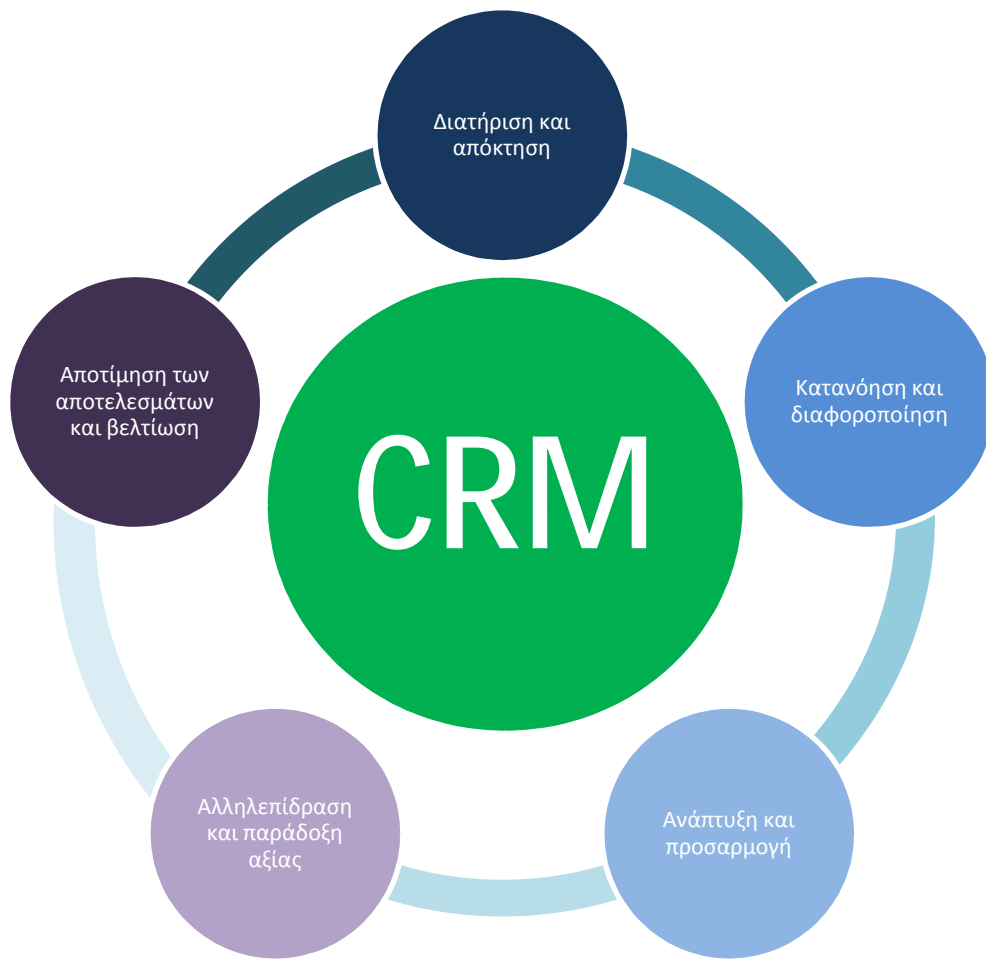 Διατήριση και
απόκτηση
Κατανόηση και
διαφοροποίηση
Ανάπτυξη και
προσαρμογή
Αλληλεπίδραση
και παράδοξη
αξίας
Αποτίμηση των
αποτελεσμάτων
και βελτίωση
CRM